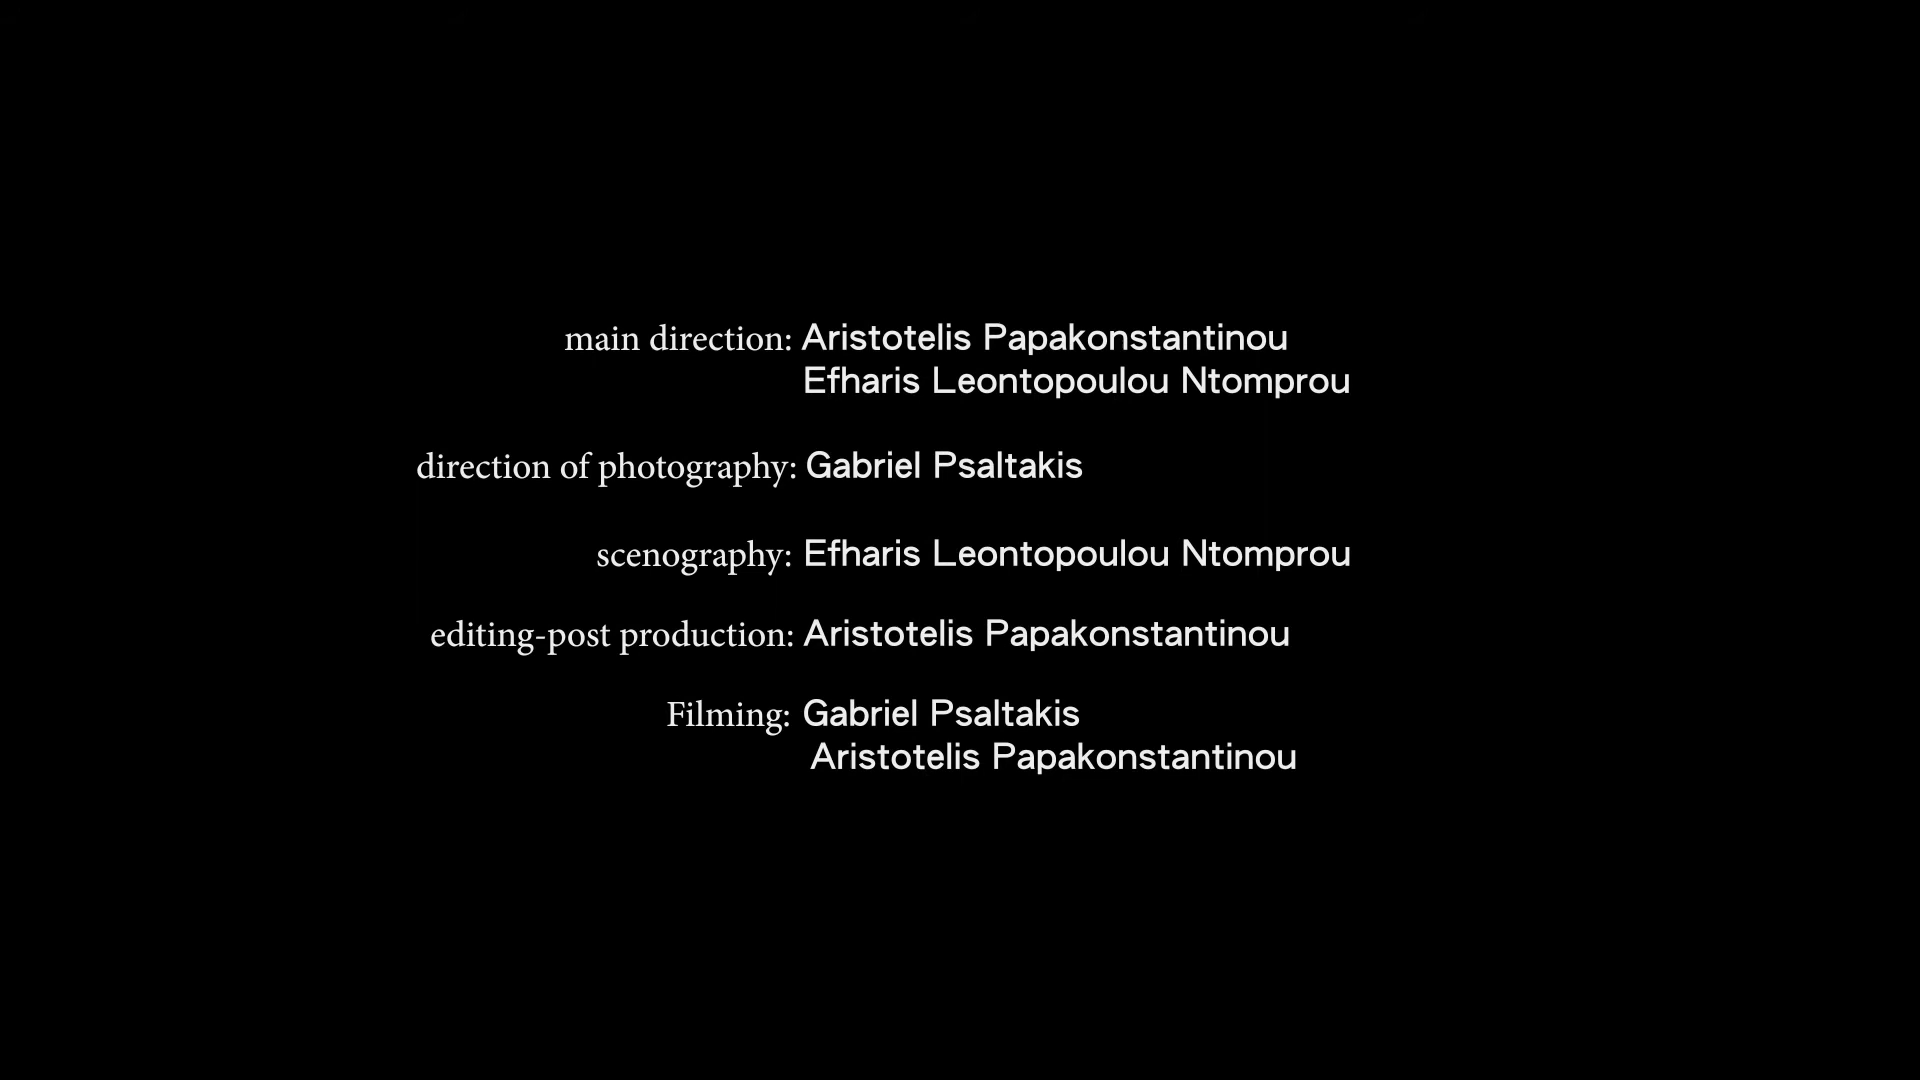 main direction: Aristotelis Papakonstantinou
Efharis Leontopoulou Ntomprou
direction of photography: Gabriel Psaltakis
scenography: Efharis Leontopoulou Ntomprou
editing-post production: Aristotelis Papakonstantinou
Filming: Gabriel Psaltakis
Aristotelis Papakonstantinou